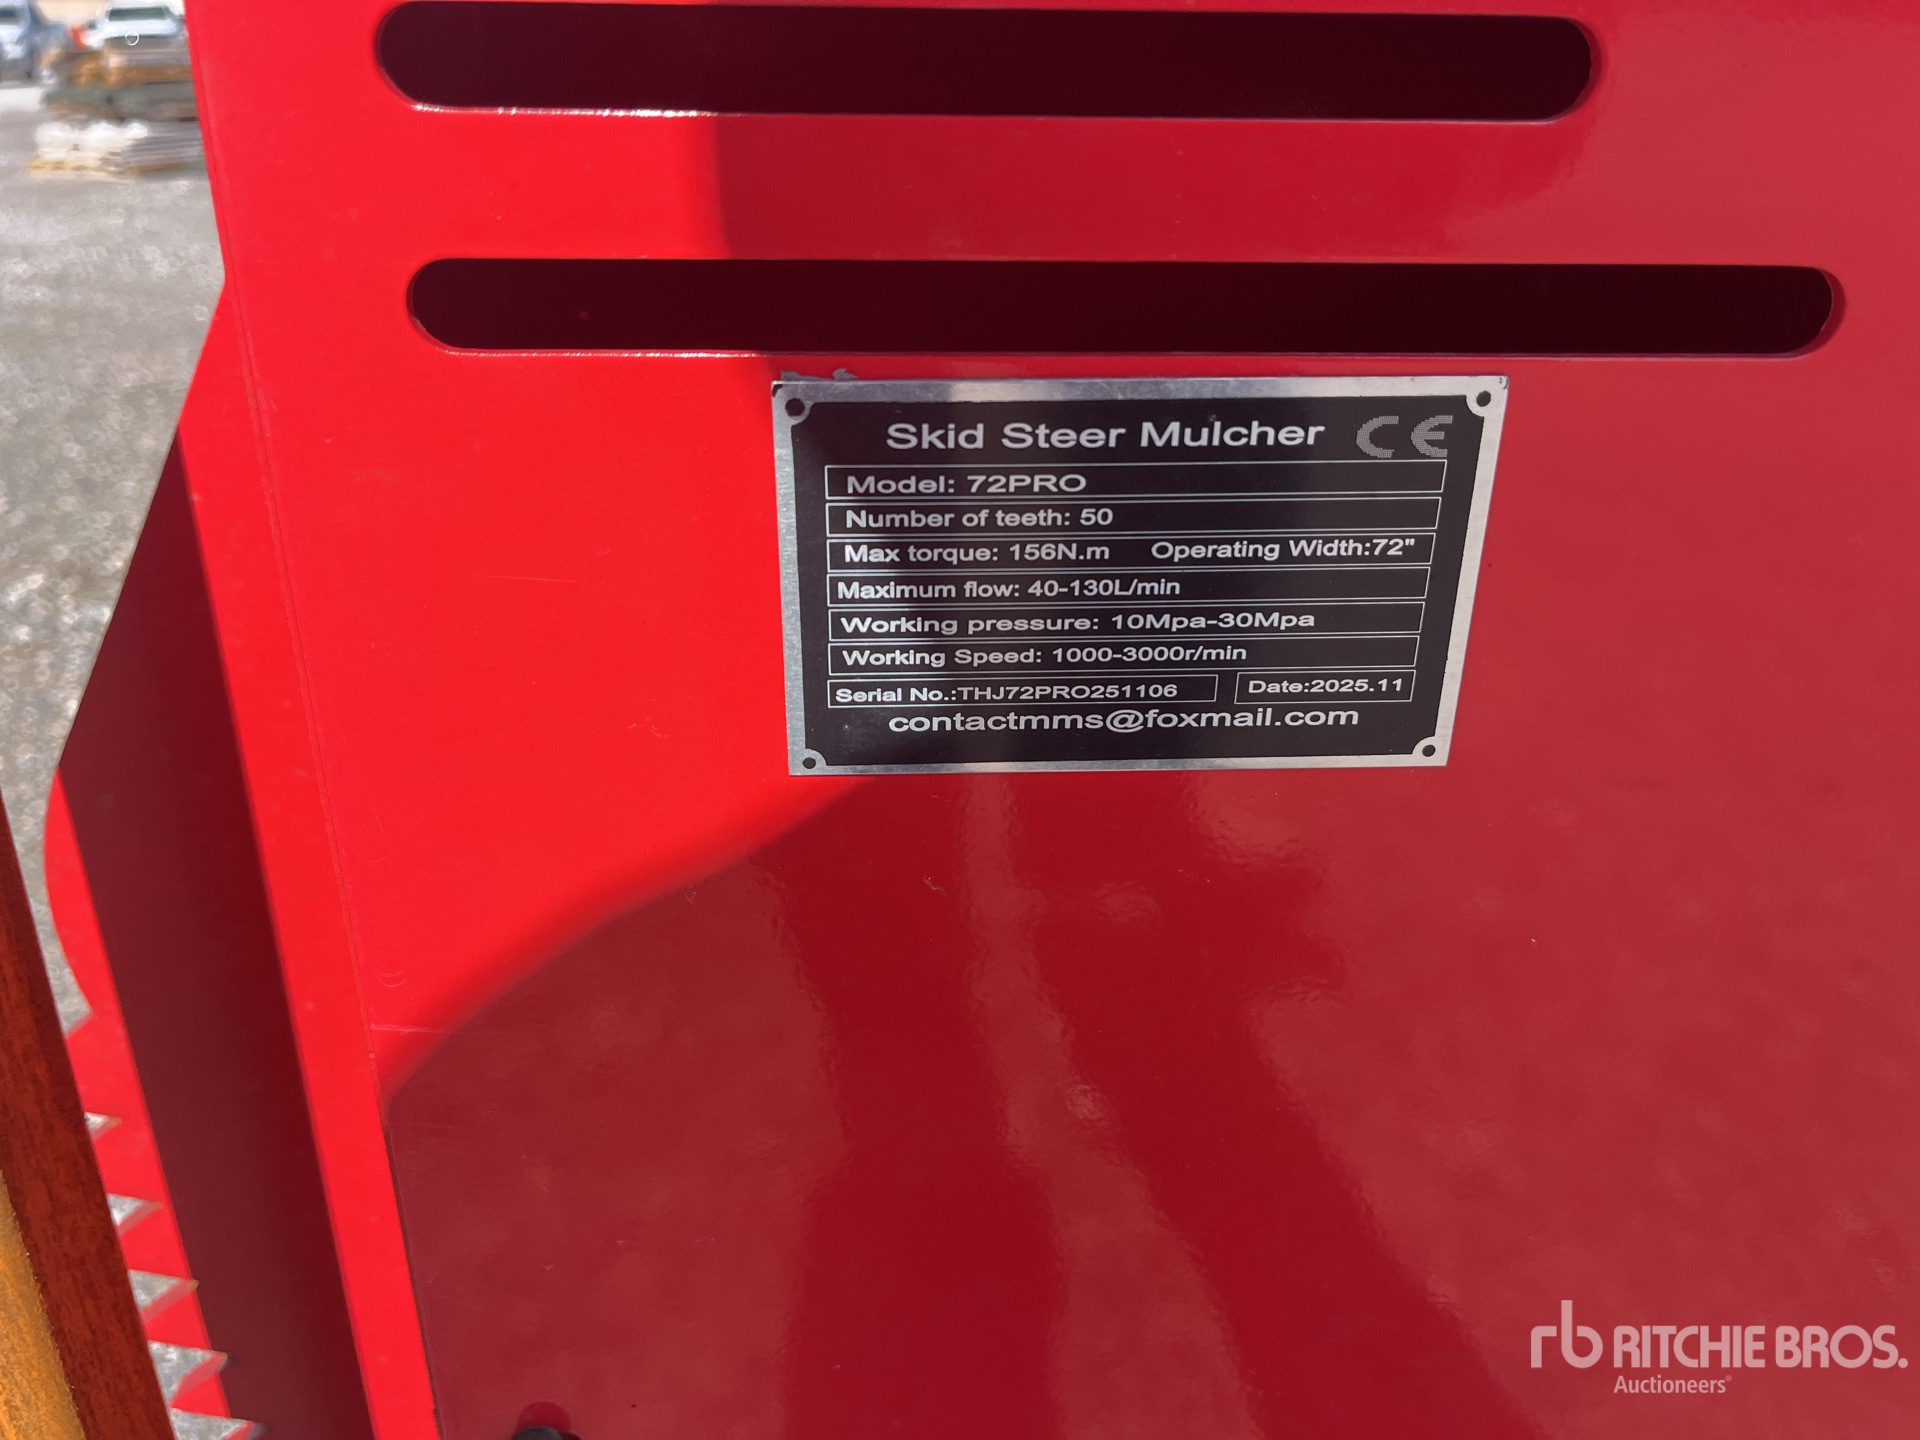 Skid Steer Mulcher CE
Model: 72PRO
Number of teeth: 50
Max torque: 156N.m Operating Width:72"
Maximum flow: 40-130L/min
Working pressure: 10Mpa-30Mpa
Working Speed: 1000-3000r/min
Serial No.:THJ72PRO251106 Date:2025.11
contactmms@foxmail.com
rb RITCHIE BROS.
Auctioneers®